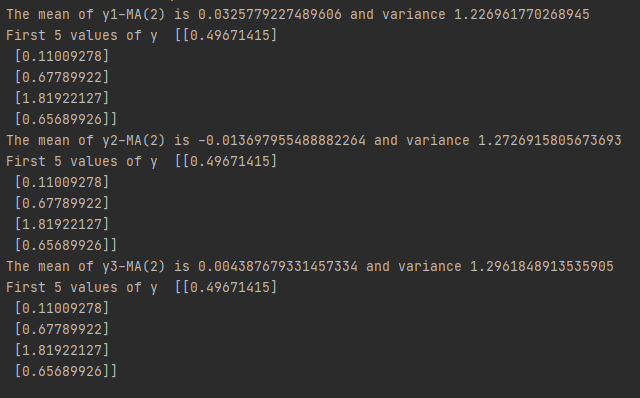 The mean of y1-MA(2) is 0.0325779227489606 and variance 1.226961770268945
First 5 values of y  [[0.49671415]
 [0.11009278]
 [0.67789922]
 [1.81922127]
 [0.65689926]]
The mean of y2-MA(2) is -0.013697955488882264 and variance 1.2726915805673693
First 5 values of y  [[0.49671415]
 [0.11009278]
 [0.67789922]
 [1.81922127]
 [0.65689926]]
The mean of y3-MA(2) is 0.004387679331457334 and variance 1.2961848913535905
First 5 values of y  [[0.49671415]
 [0.11009278]
 [0.67789922]
 [1.81922127]
 [0.65689926]]